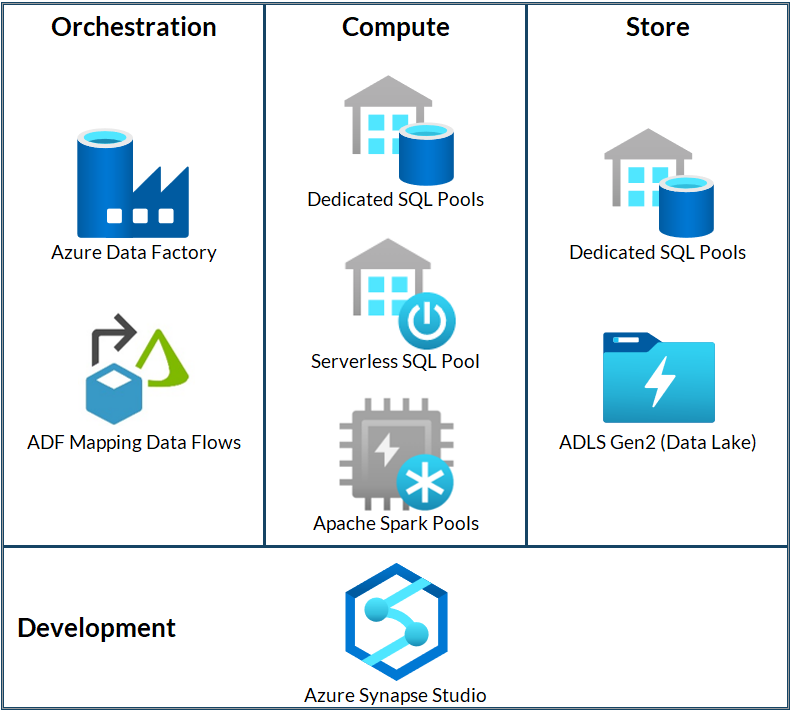 Orchestration
Compute
Store
Azure Data Factory
ADF Mapping Data Flows
Dedicated SQL Pools
Serverless SQL Pool
Apache Spark Pools
Dedicated SQL Pools
ADLS Gen2 (Data Lake)
Development
Azure Synapse Studio